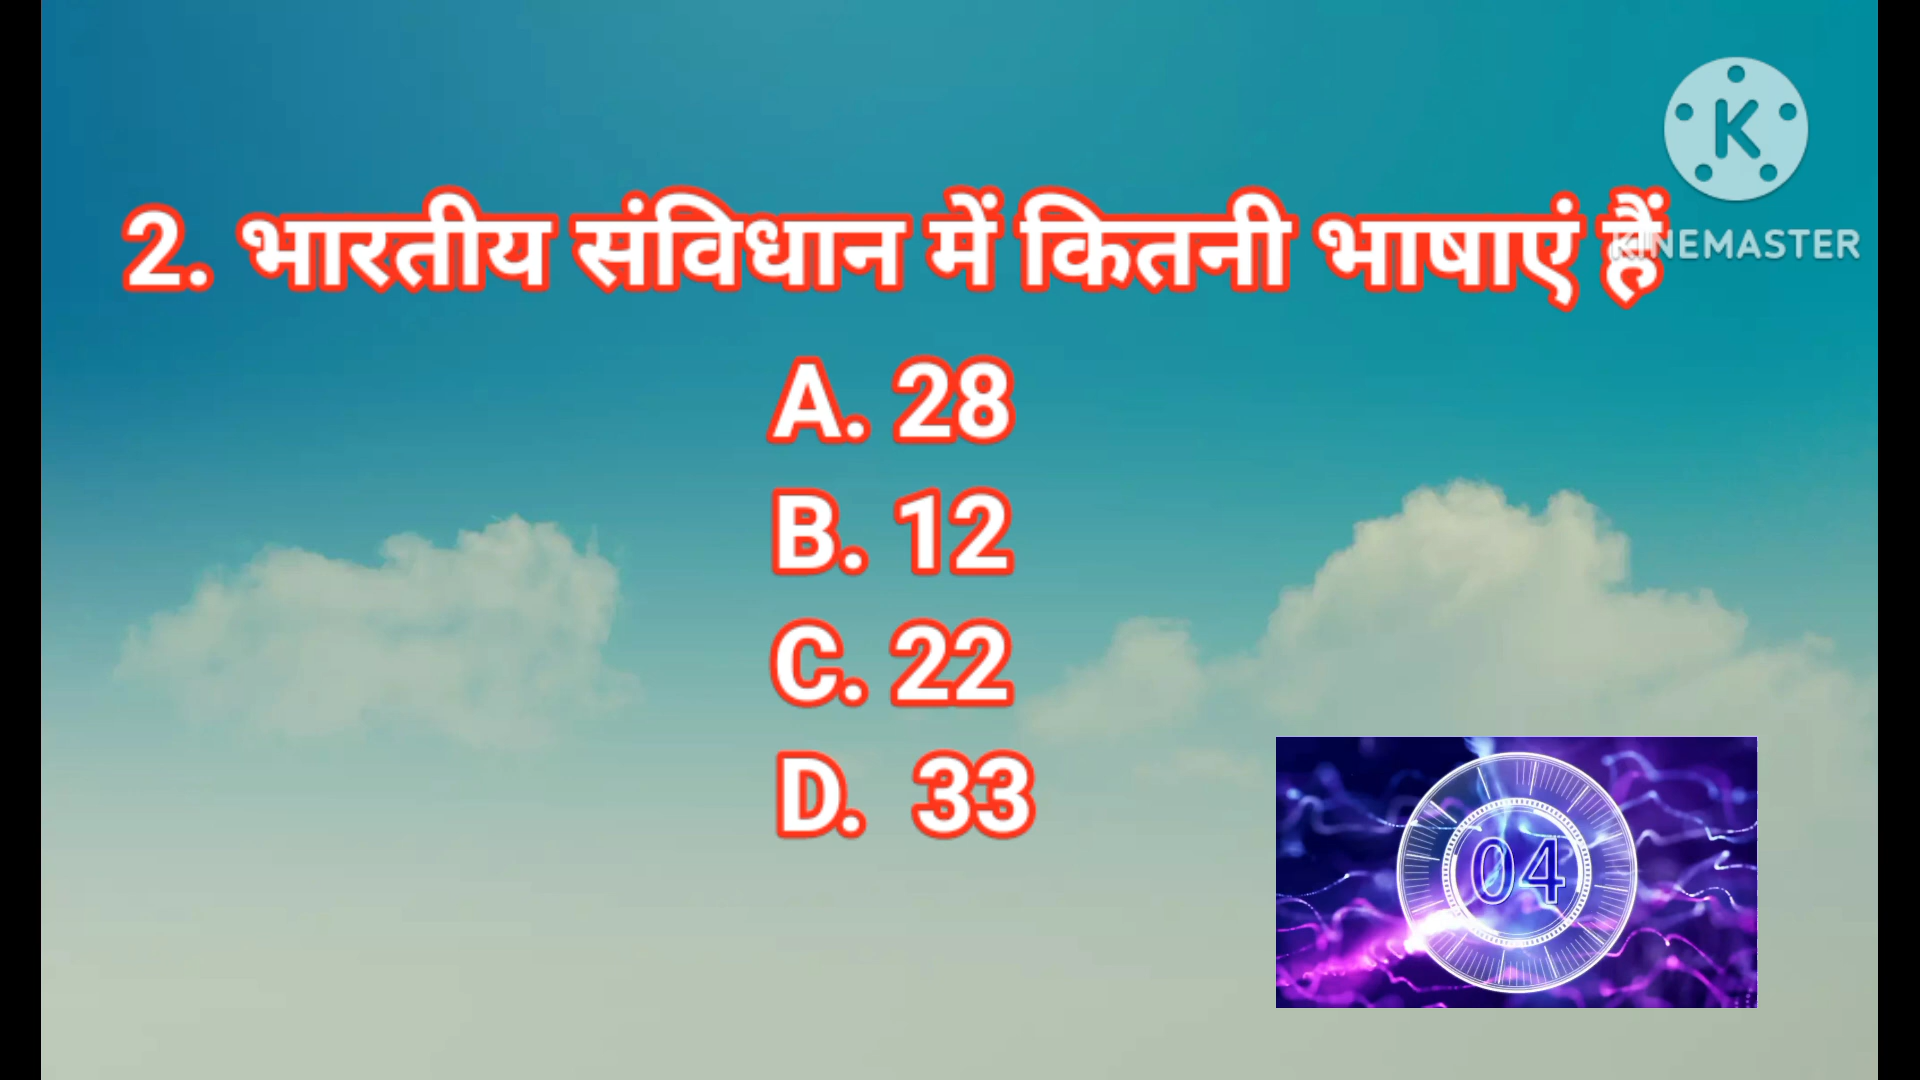 K
KINEMASTER
2. भारतीय संविधान में कितनी भाषाएं हैं
A. 28
B. 12
C. 22
D. 33
04